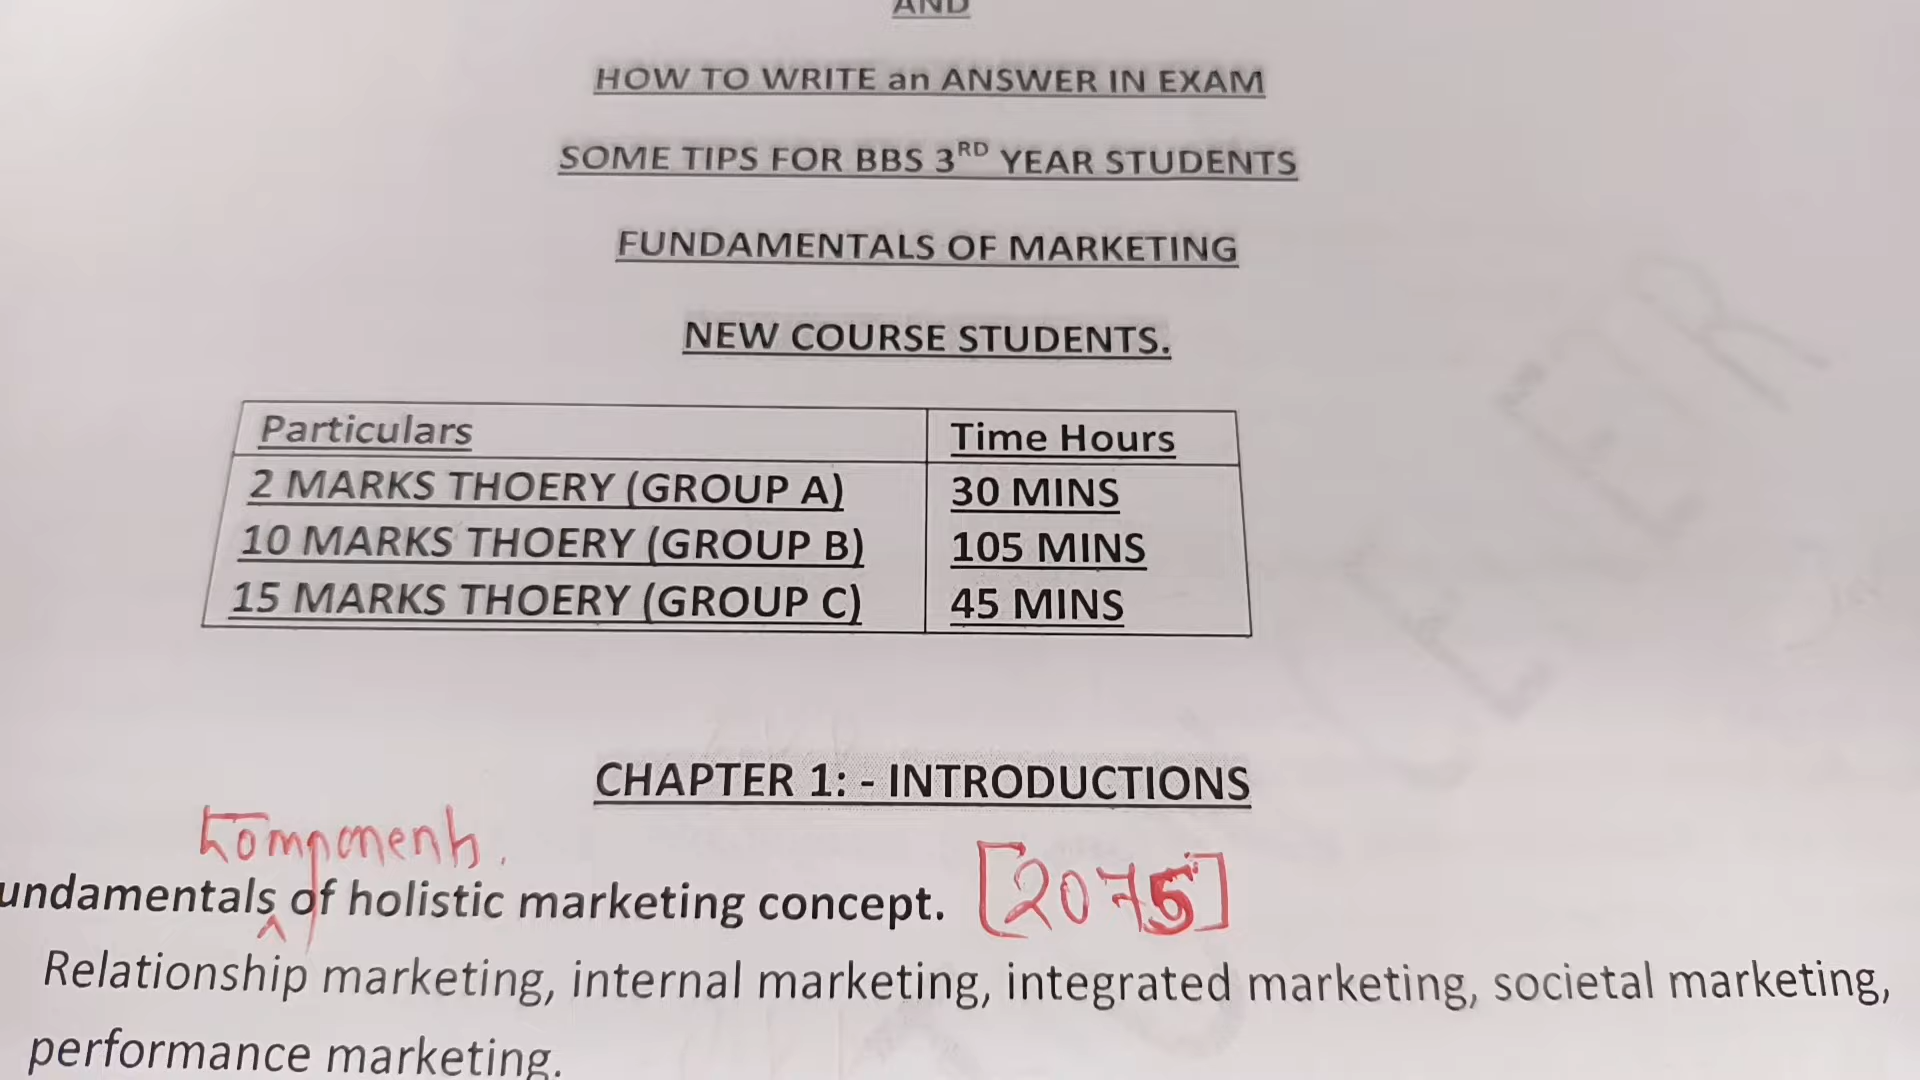 AND
HOW TO WRITE an ANSWER IN EXAM
SOME TIPS FOR BBS 3RD YEAR STUDENTS
FUNDAMENTALS OF MARKETING
NEW COURSE STUDENTS.
Particulars Time Hours
2 MARKS THOERY (GROUP A) 30 MINS
10 MARKS THOERY (GROUP B) 105 MINS
15 MARKS THOERY (GROUP C) 45 MINS
CHAPTER 1: - INTRODUCTIONS
components.
undamentals of holistic marketing concept. [2075]
Relationship marketing, internal marketing, integrated marketing, societal marketing,
performance marketing.